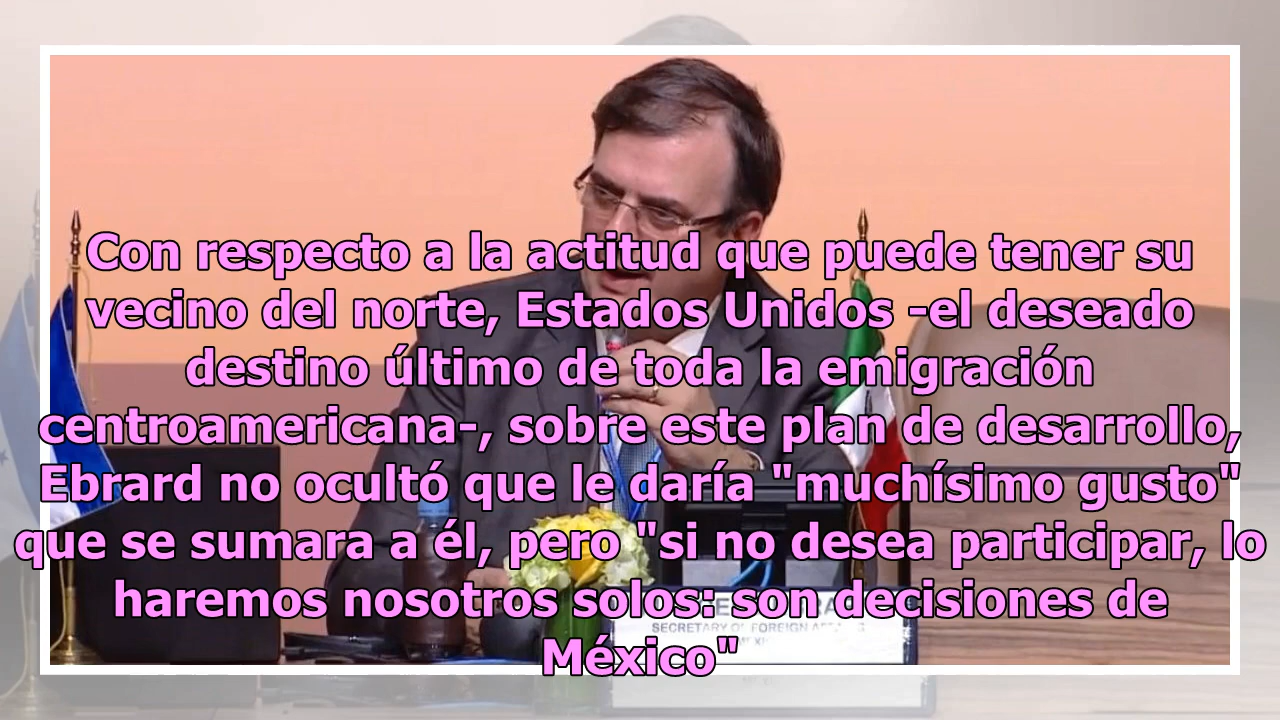 Con respecto a la actitud que puede tener su
vecino del norte, Estados Unidos -el deseado
destino último de toda la emigración
centroamericana-, sobre este plan de desarrollo,
Ebrard no ocultó que le daría "muchísimo gusto"
que se sumara a él, pero "si no desea participar, lo
haremos nosotros solos: son decisiones de
México"
SECRETARY OF FOREIGN